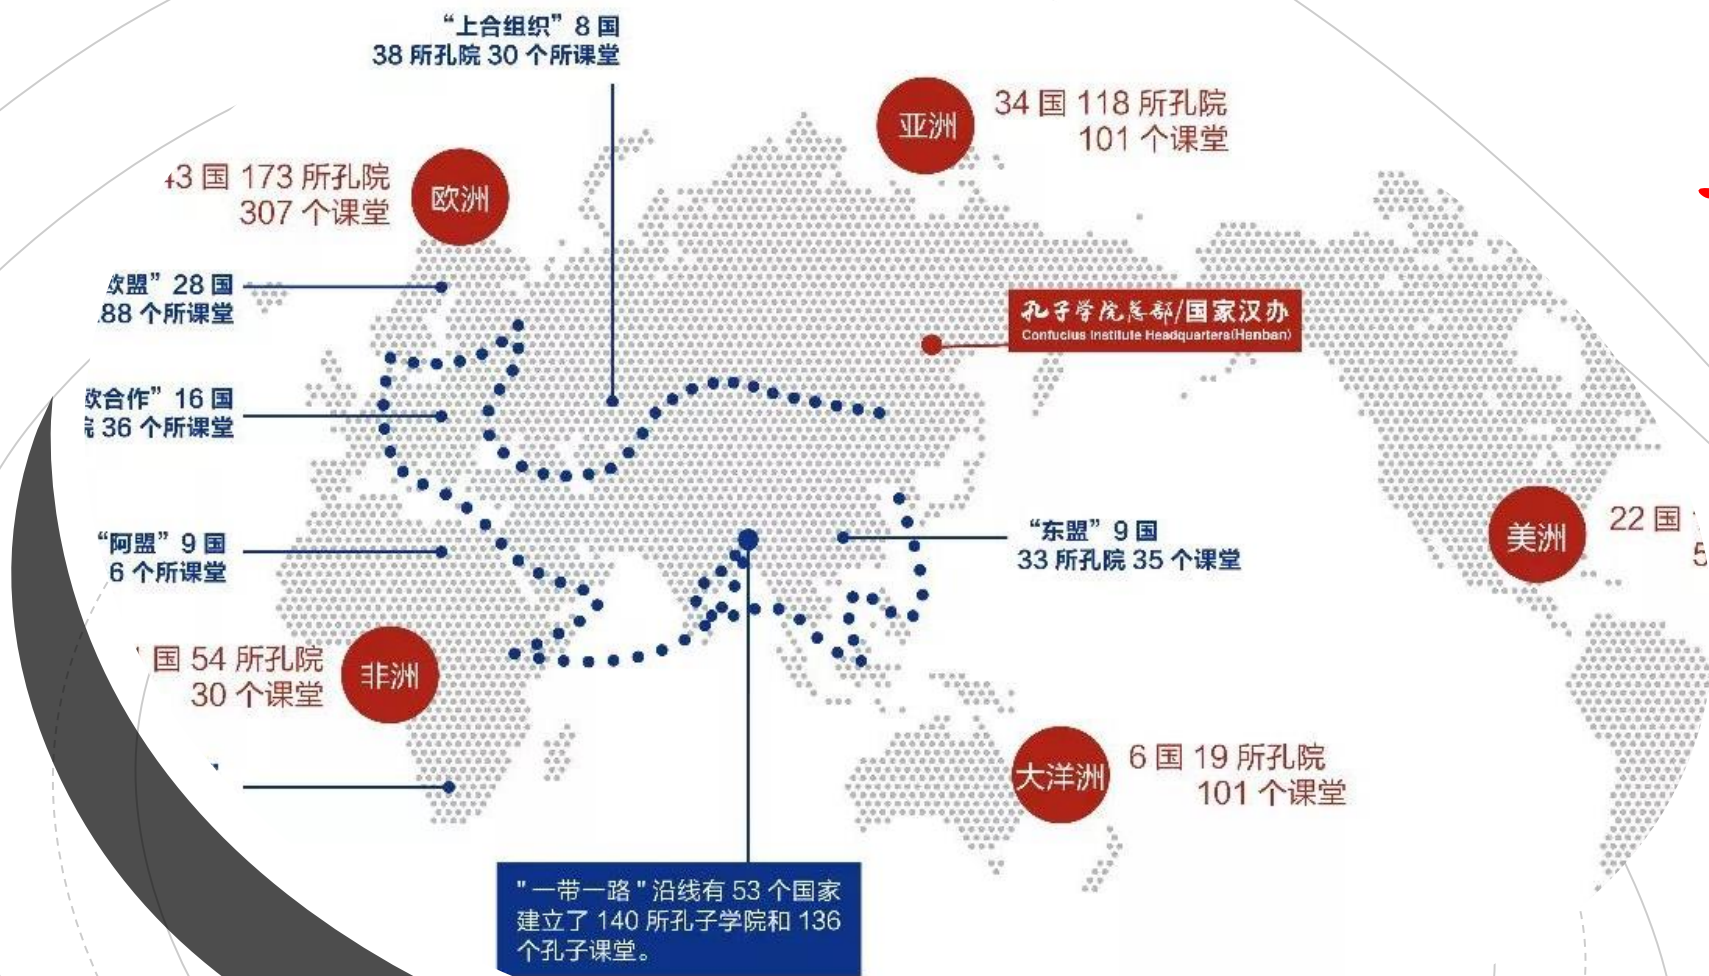 “上合组织” 8 国
38 所孔院 30 个所课堂
亚洲
34 国 118 所孔院
101 个课堂
3 国 173 所孔院
307 个课堂
欧洲
欧盟” 28 国
88 个所课堂
孔子学院总部/国家汉办
Confucius Institute Headquarters(Hanban)
欧合作” 16 国
36 个所课堂
“阿盟” 9 国
6 个所课堂
“东盟” 9 国
33 所孔院 35 个课堂
美洲
22 国
5
国 54 所孔院
30 个课堂
非洲
大洋洲
6 国 19 所孔院
101 个课堂
"一带一路"沿线有 53 个国家
建立了 140 所孔子学院和 136
个孔子课堂。